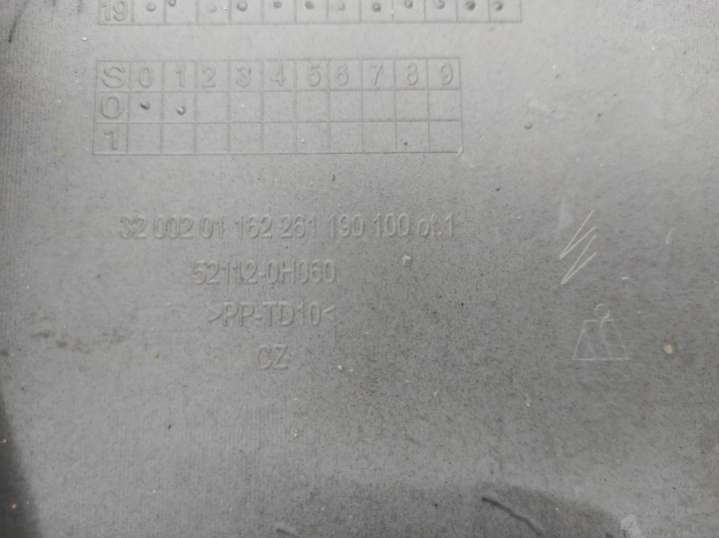 19
S 0 1 2 3 4 5 6 7 8 9
0
1
32 002 01 162 261 190 100 of.1
52112-0H060
>PP-TD10<
CZ